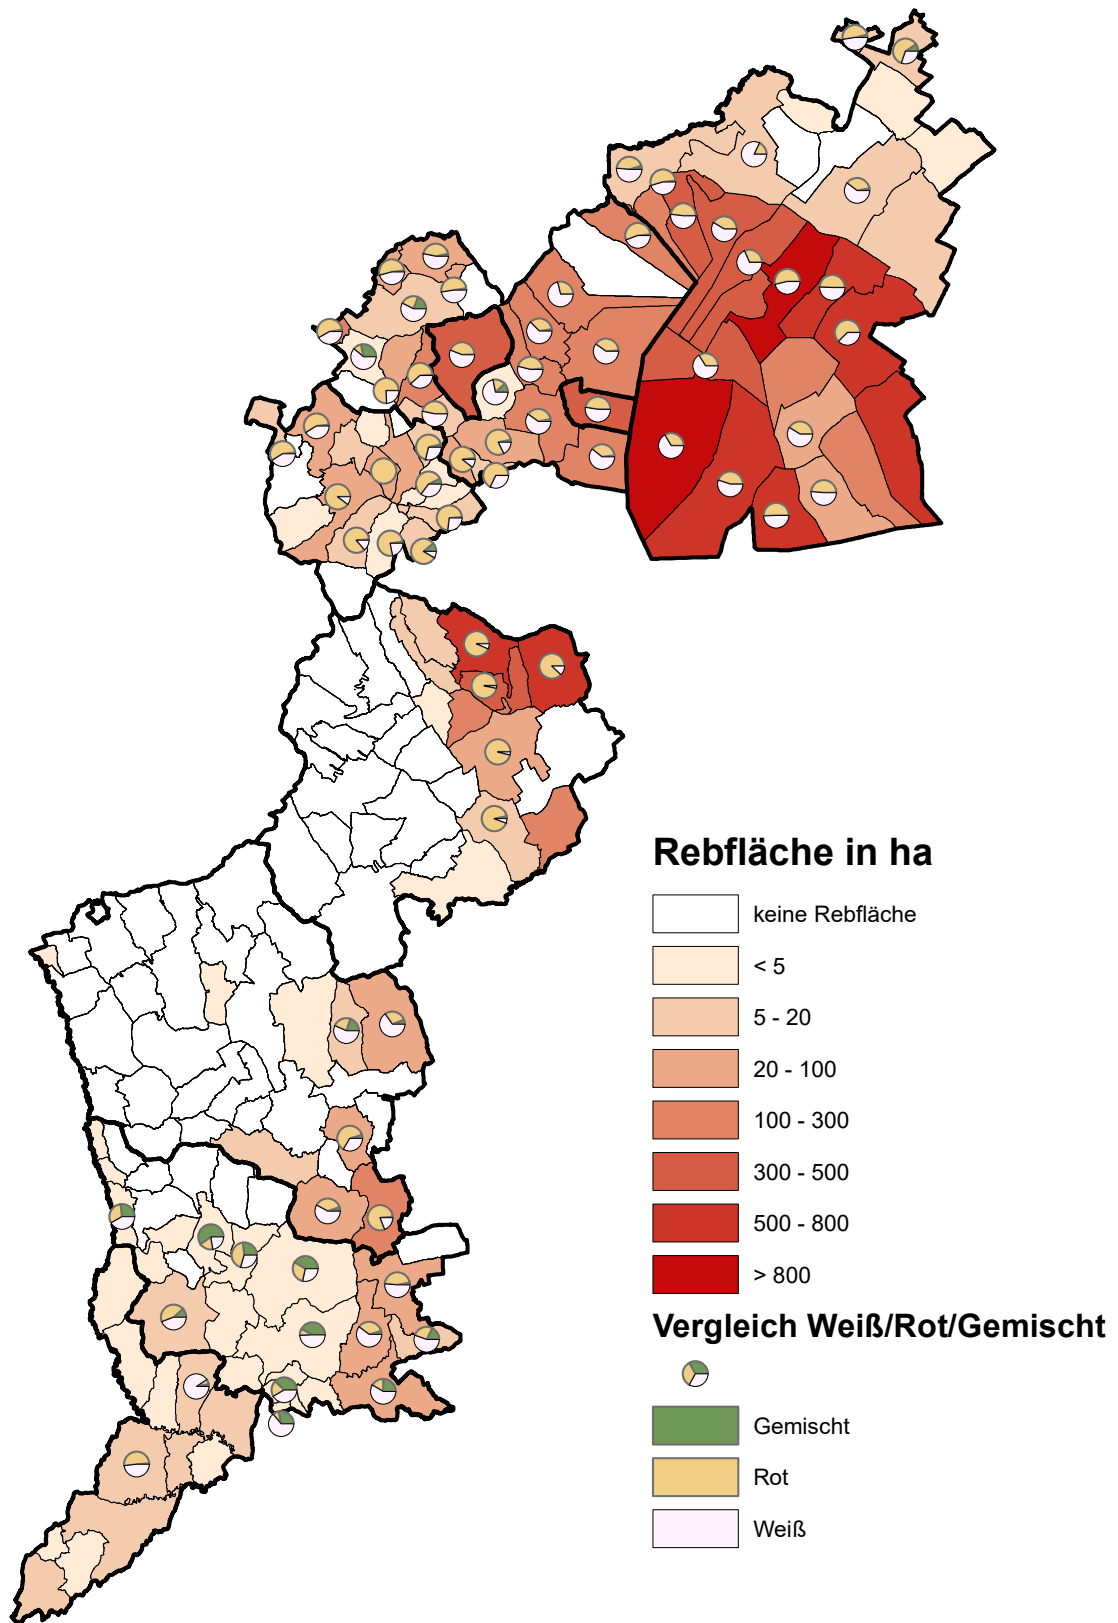 Rebfläche in ha
keine Rebfläche
< 5
5 - 20
20 - 100
100 - 300
300 - 500
500 - 800
> 800
Vergleich Weiß/Rot/Gemischt
Gemischt
Rot
Weiß